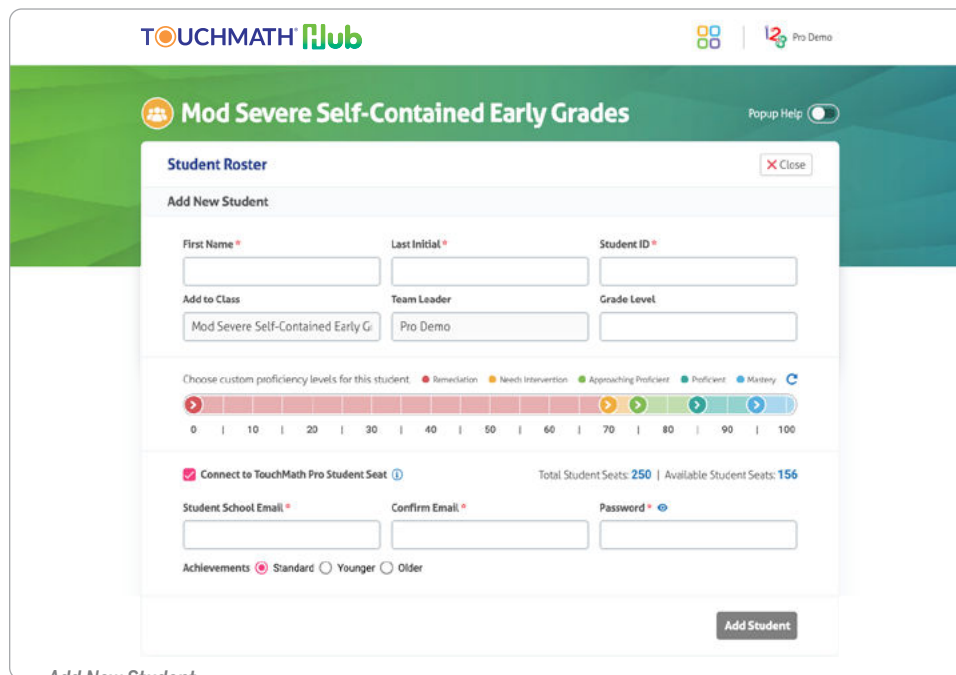 TOUCHMATH® Hub
123 Pro Demo
Mod Severe Self-Contained Early Grades
Popup Help
Student Roster
Close
Add New Student
First Name *
Last Initial *
Student ID *
Add to Class
Team Leader
Grade Level
Mod Severe Self-Contained Early G
Pro Demo
Choose custom proficiency levels for this student
Remediation
Needs Intervention
Approaching Proficient
Proficient
Mastery
0 | 10 | 20 | 30 | 40 | 50 | 60 | 70 | 80 | 90 | 100
Connect to TouchMath Pro Student Seat
Total Student Seats: 250 | Available Student Seats: 156
Student School Email *
Confirm Email *
Password *
Achievements Standard Younger Older
Add Student
Add New Student